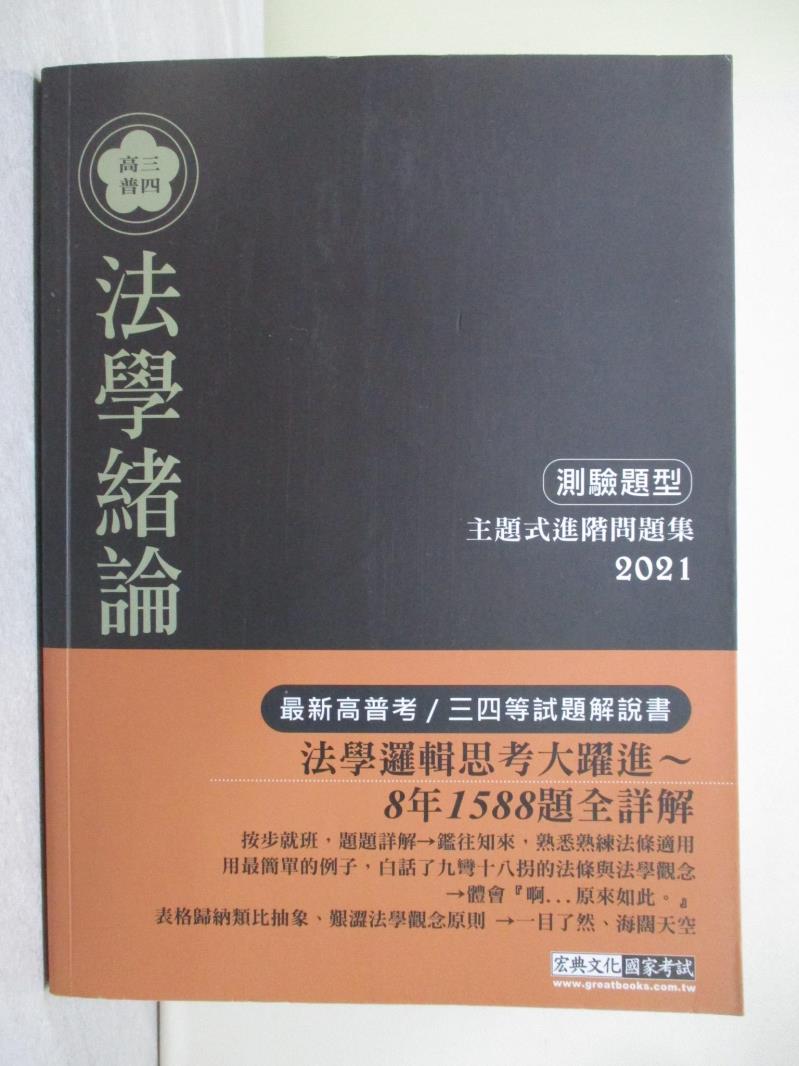 高三
普四
法學緒論
測驗題型
主題式進階問題集
2021
最新高普考/三四等試題解說書
法學邏輯思考大躍進~
8年1588題全詳解
按步就班,題題詳解→鑑往知來,熟悉熟練法條適用
用最簡單的例子,白話了九彎十八拐的法條與法學觀念
→體會『啊...原來如此。』
表格歸納類比抽象、艱澀法學觀念原則 →一目了然、海闊天空
宏典文化 國家考試
www.greatbooks.com.tw